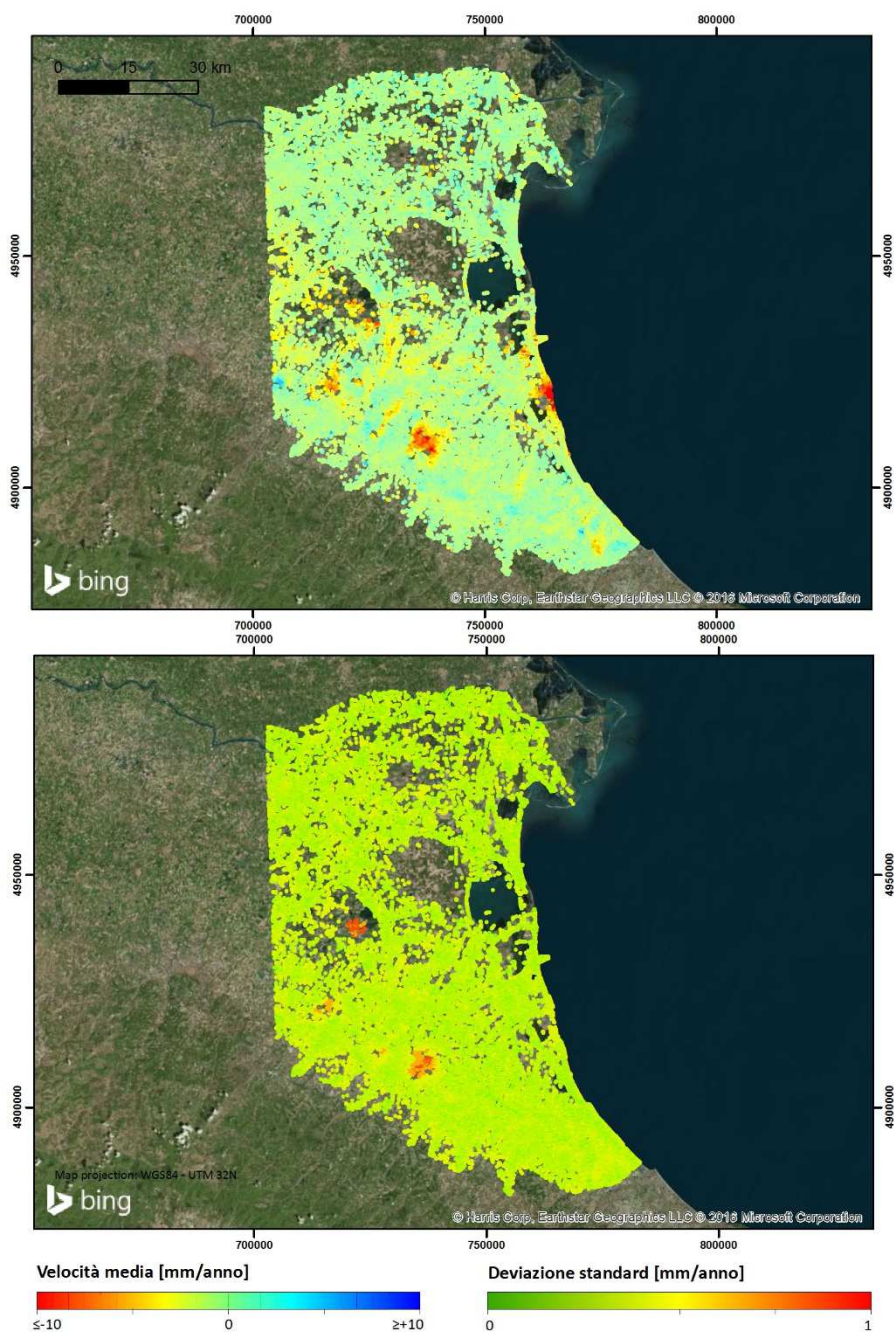 700000 750000 800000
0 15 30 km
4950000 4950000
4900000 4900000
bing
© Harris Corp, Earthstar Geographics LLC © 2016 Microsoft Corporation
700000 750000 800000
700000 750000 800000
4950000 4950000
4900000 4900000
Map projection: WGS84 - UTM 32N
bing
© Harris Corp, Earthstar Geographics LLC © 2016 Microsoft Corporation
700000 750000 800000
Velocità media [mm/anno] Deviazione standard [mm/anno]
≤-10 0 ≥+10 0 1